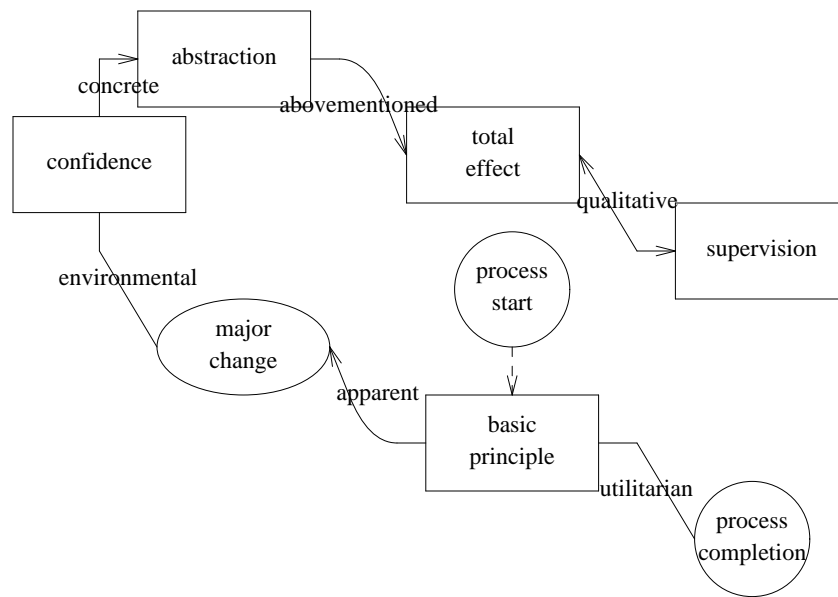 abstraction
concrete
abovementioned
total
effect
confidence
qualitative
supervision
environmental
process
start
major
change
apparent
basic
principle
utilitarian
process
completion